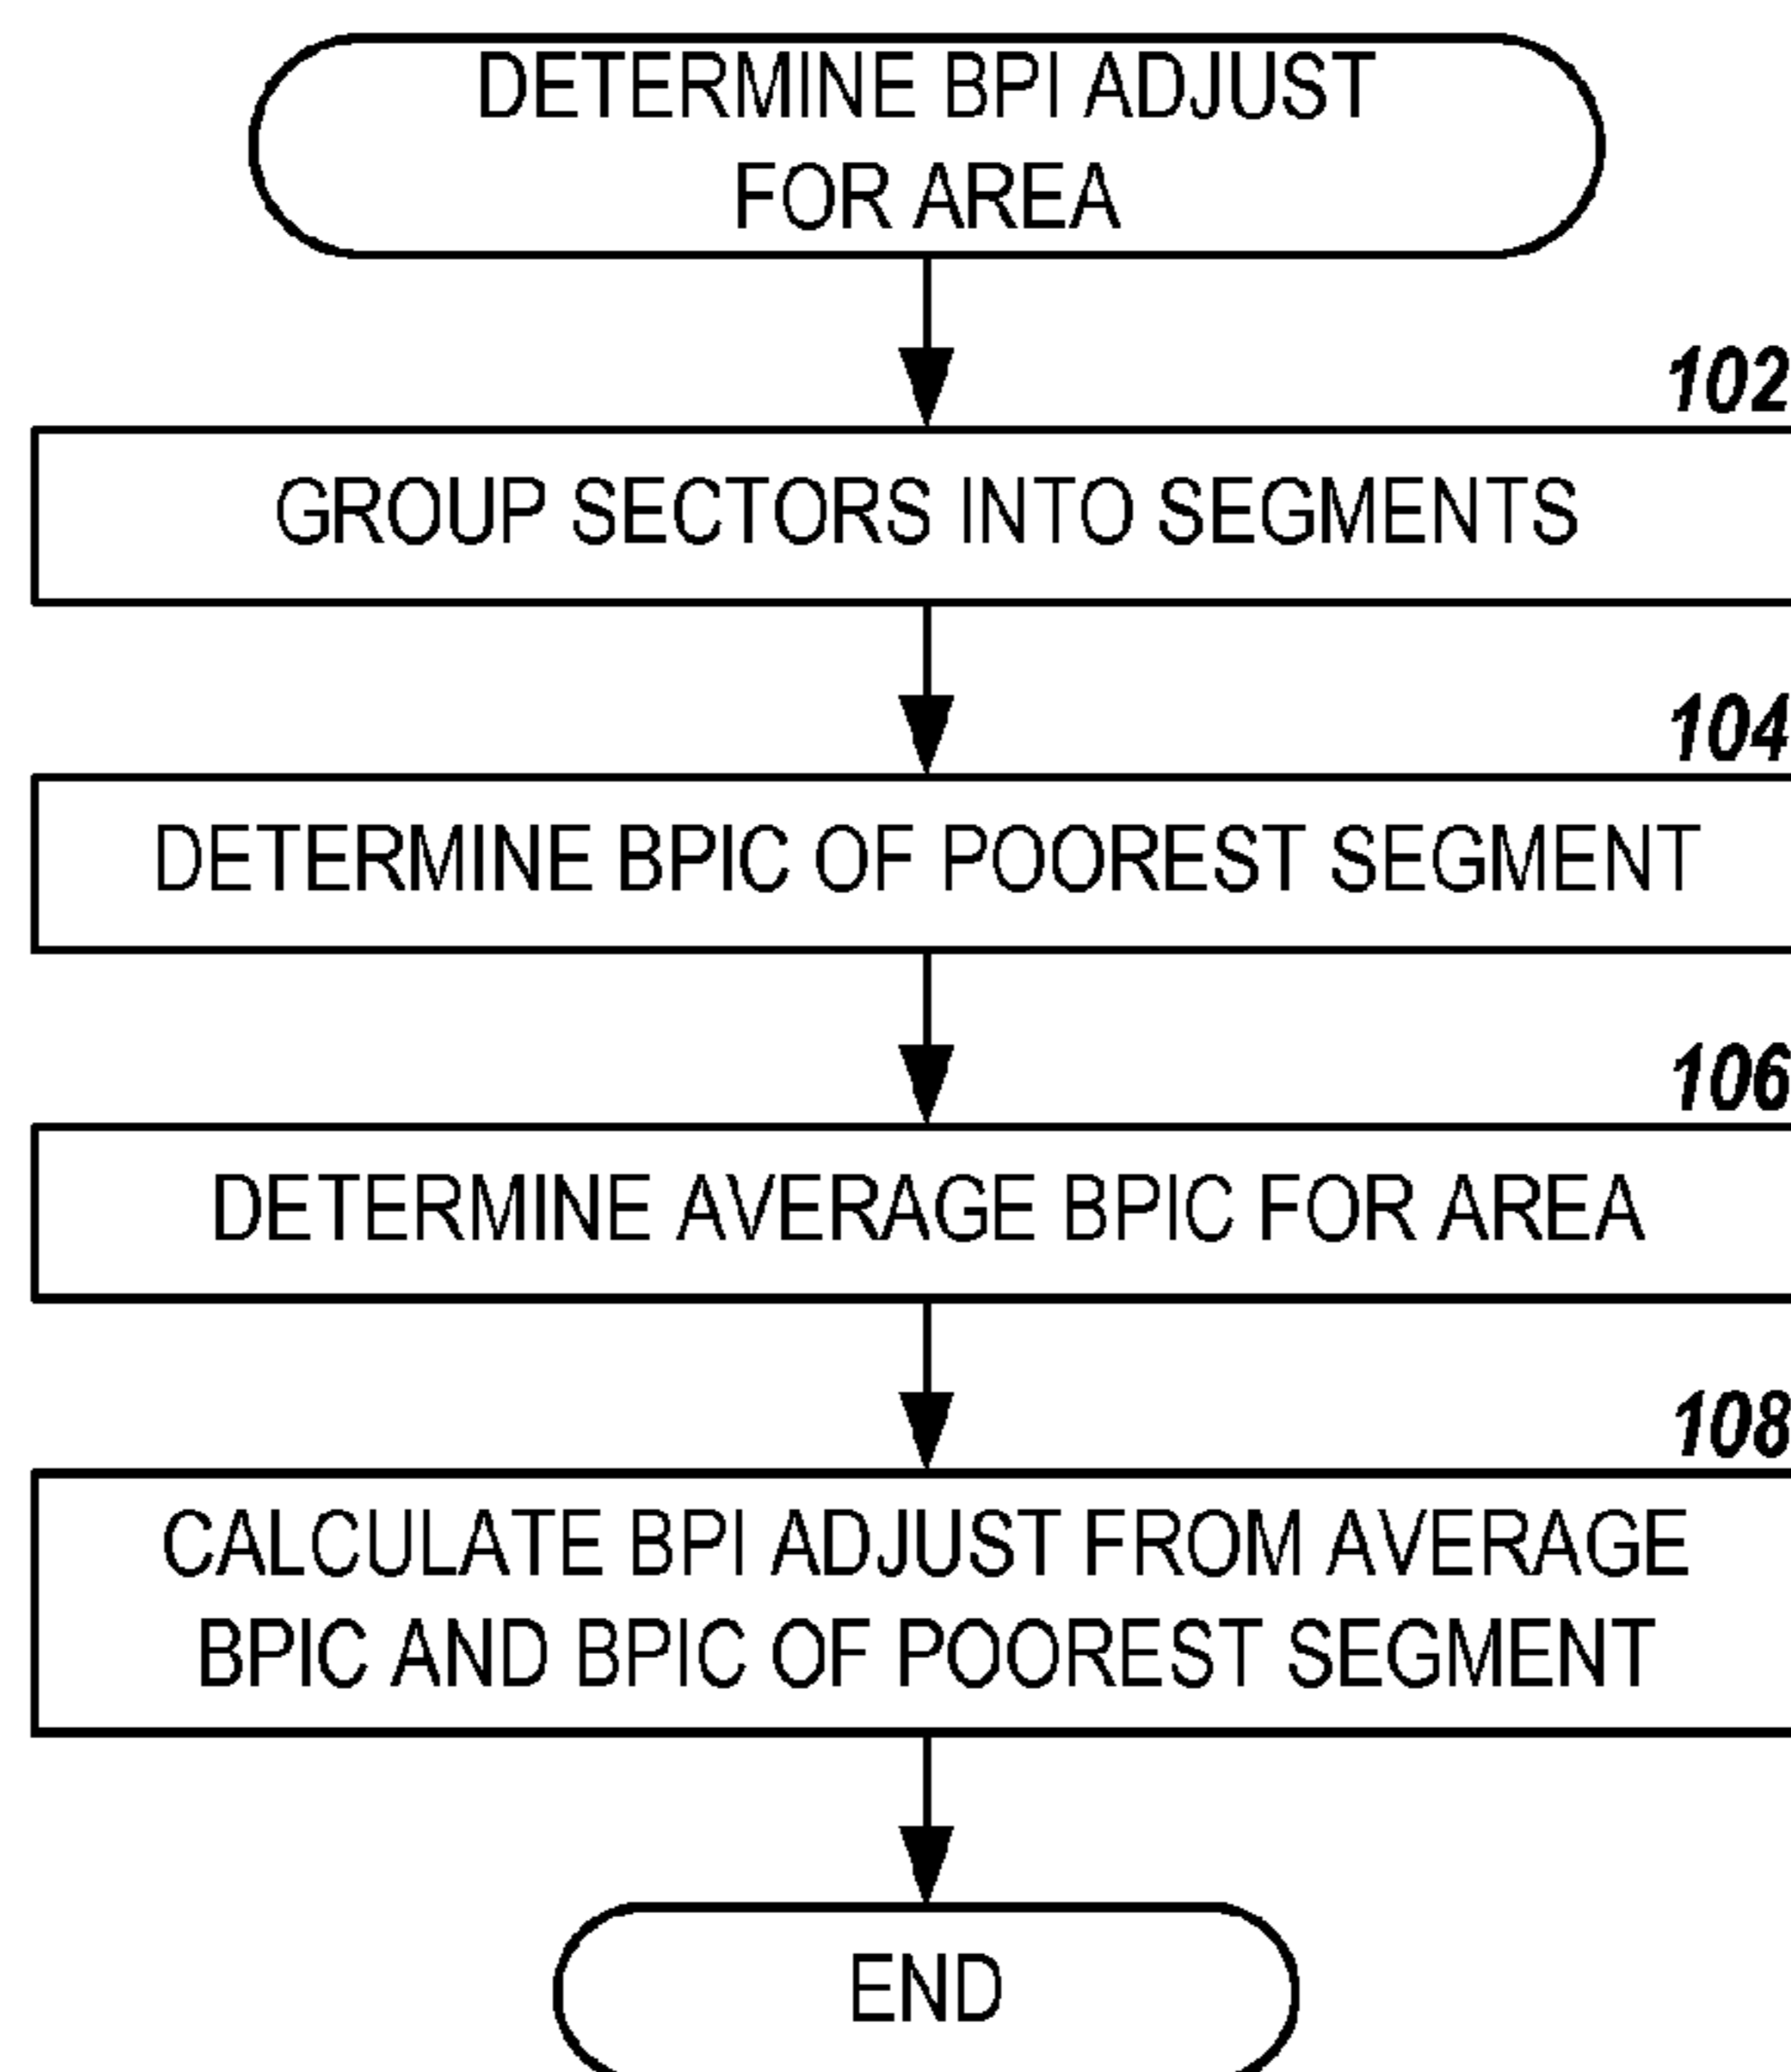 DETERMINE BPI ADJUST
FOR AREA
102
GROUP SECTORS INTO SEGMENTS
104
DETERMINE BPIC OF POOREST SEGMENT
106
DETERMINE AVERAGE BPIC FOR AREA
108
CALCULATE BPI ADJUST FROM AVERAGE
BPIC AND BPIC OF POOREST SEGMENT
END